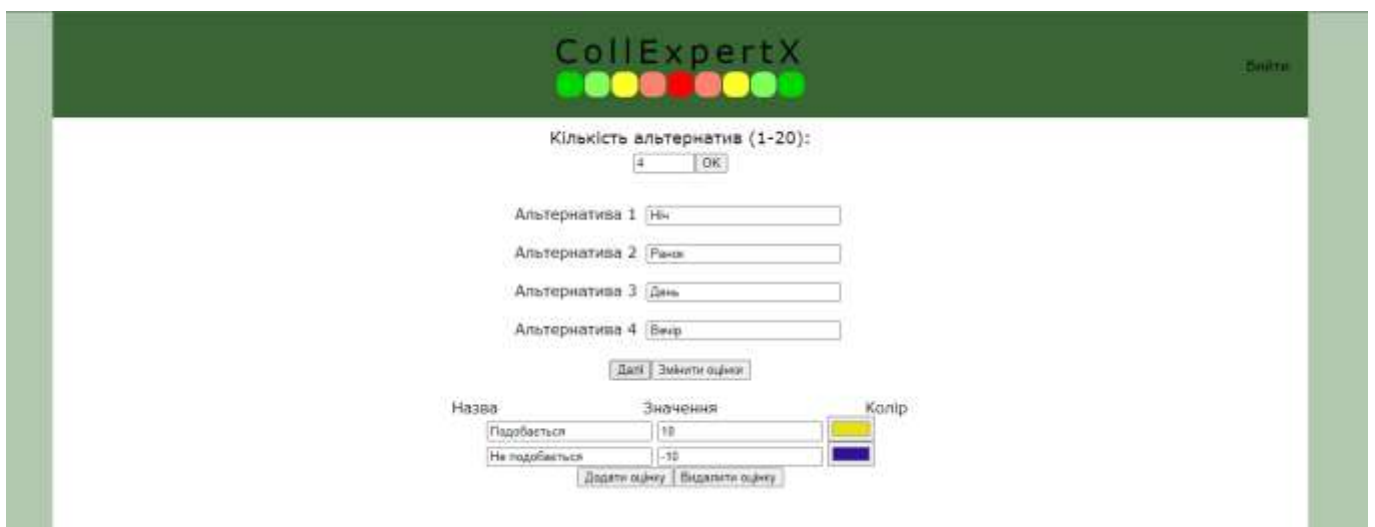 CollExpertX
Вийти
Кількість альтернатив (1-20):
4 OK
Альтернатива 1 Ніч
Альтернатива 2 Ранок
Альтернатива 3 День
Альтернатива 4 Вечір
Далі Змінити оцінки
Назва Значення Колір
Подобається 10
Не подобається -10
Додати оцінку Видалити оцінку